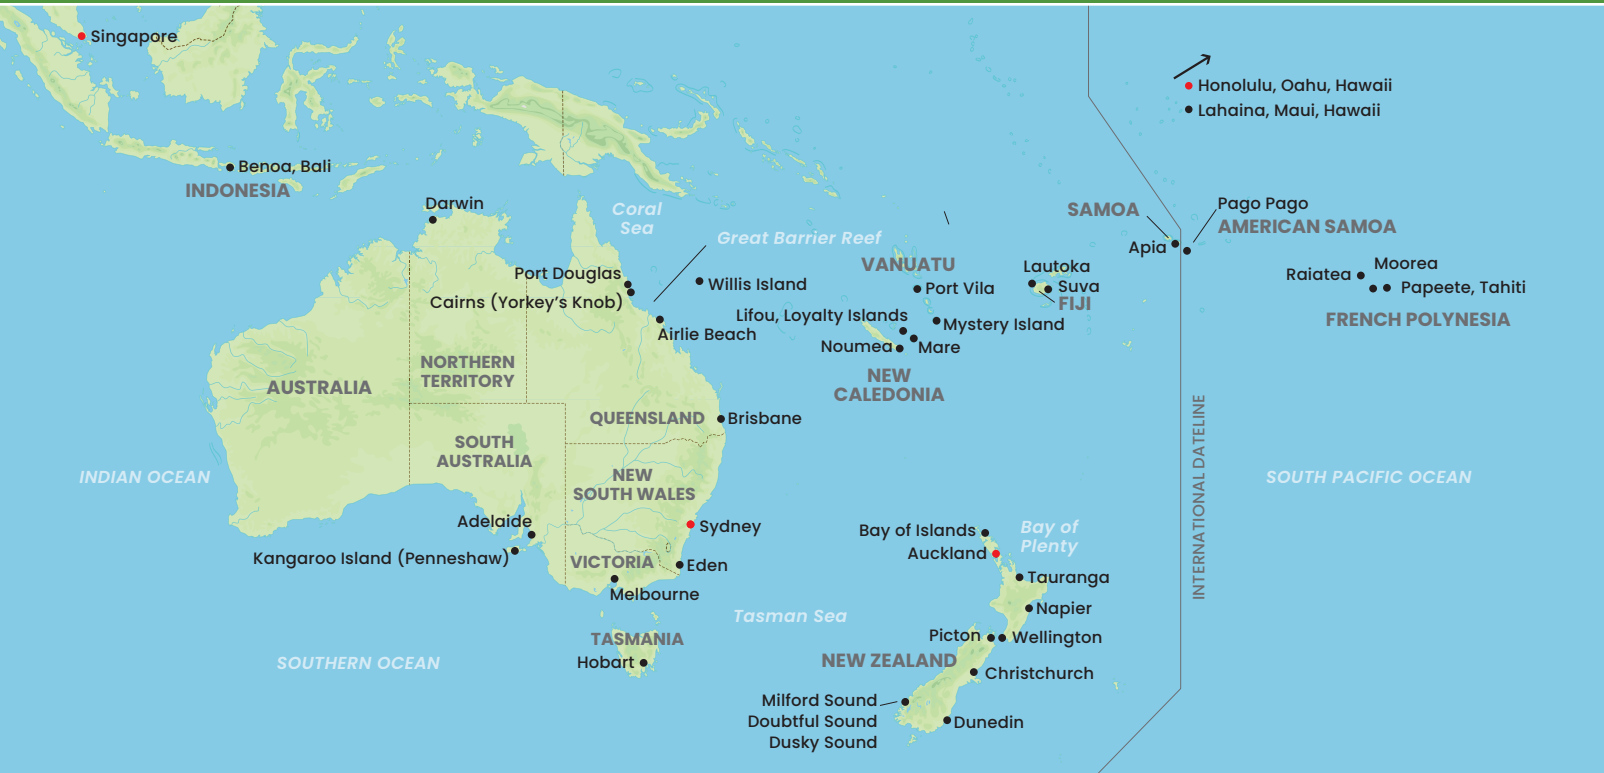 Singapore
Honolulu, Oahu, Hawaii
Lahaina, Maui, Hawaii
Benoa, Bali
INDONESIA
Darwin
Coral
Sea
Great Barrier Reef
SAMOA
Pago Pago
AMERICAN SAMOA
Apia
Port Douglas
Cairns (Yorkey’s Knob)
Willis Island
Airlie Beach
VANUATU
Port Vila
Lautoka
Suva
FIJI
Raiatea
Moorea
Papeete, Tahiti
FRENCH POLYNESIA
Lifou, Loyalty Islands
Mystery Island
Noumea
Mare
NEW
CALEDONIA
AUSTRALIA
NORTHERN
TERRITORY
QUEENSLAND
Brisbane
SOUTH
AUSTRALIA
NEW
SOUTH WALES
INDIAN OCEAN
INTERNATIONAL DATELINE
SOUTH PACIFIC OCEAN
Adelaide
Kangaroo Island (Penneshaw)
Sydney
VICTORIA
Eden
Melbourne
Bay of Islands
Auckland
Bay of
Plenty
Tauranga
Napier
Tasman Sea
TASMANIA
Hobart
SOUTHERN OCEAN
Picton
Wellington
NEW ZEALAND
Christchurch
Milford Sound
Doubtful Sound
Dusky Sound
Dunedin